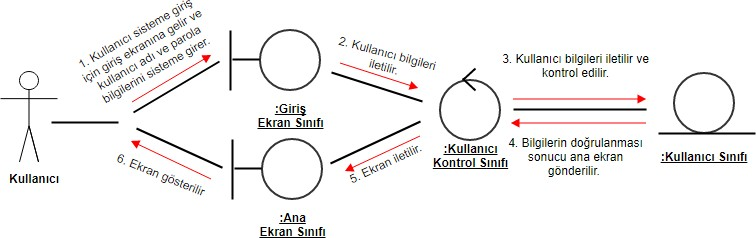 1. Kullanıcı sisteme giriş
için giriş ekranına gelir ve
kullanıcı adı ve parola
bilgilerini sisteme girer.
2. Kullanıcı bilgileri
iletilir.
3. Kullanıcı bilgileri iletilir ve
kontrol edilir.
:Giriş
Ekran Sınıfı
Kullanıcı
:Kullanıcı
Kontrol Sınıfı
4. Bilgilerin doğrulanması
sonucu ana ekran
gönderilir.
:Kullanıcı Sınıfı
5. Ekran iletilir.
6. Ekran gösterilir
:Ana
Ekran Sınıfı